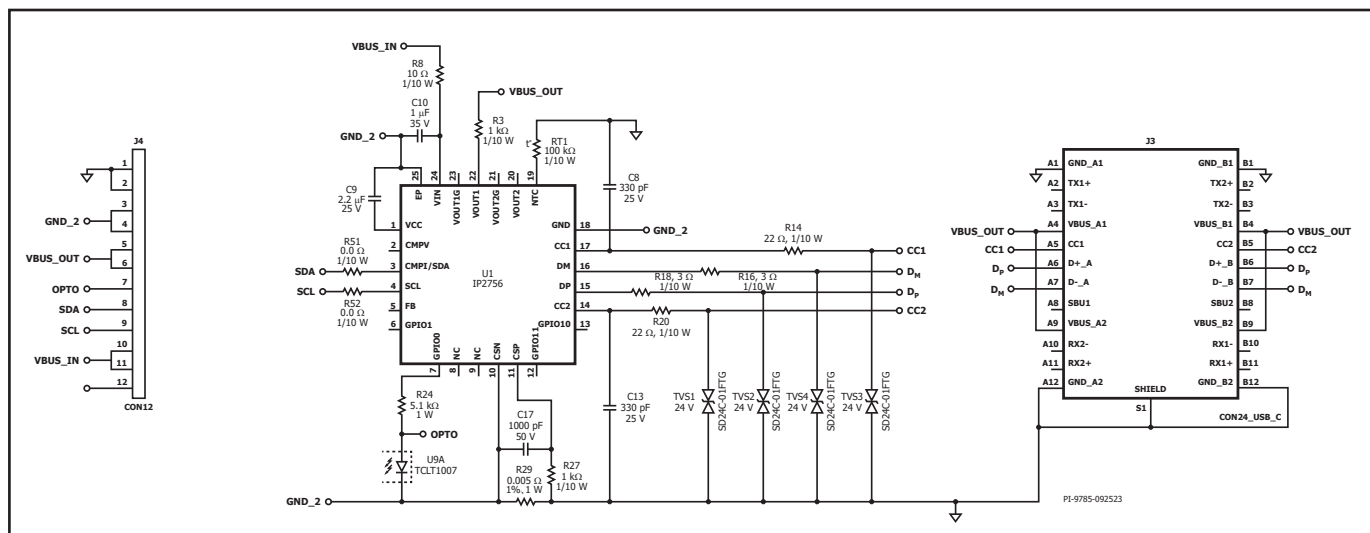 J4
1
2
3
GND_2
4
5
VBUS_OUT
6
OPTO
7
SDA
8
SCL
9
10
VBUS_IN
11
12
CON12
VBUS_IN
R8
10 Ω
1/10 W
C10
1 µF
35 V
GND_2
VBUS_OUT
R3
1 kΩ
1/10 W
t°
RT1
100 kΩ
1/10 W
C9
2.2 µF
25 V
25
24
23
22
21
20
19
EP
VIN
VOUT1G
VOUT1
VOUT2G
VOUT2
NTC
1
VCC
2
CMPV
3
CMPI/SDA
4
SCL
5
FB
6
GPIO1
U1
IP2756
GND
18
GND_2
CC1
17
DM
16
DP
15
CC2
14
GPIO10
13
GPIO0
NC
NC
CSN
CSP
GPIO11
7
8
9
10
11
12
R51
0.0 Ω
1/10 W
SDA
SCL
R52
0.0 Ω
1/10 W
C8
330 pF
25 V
R14
22 Ω, 1/10 W
CC1
R18, 3 Ω
1/10 W
R16, 3 Ω
1/10 W
DM
DP
CC2
R20
22 Ω, 1/10 W
R24
5.1 kΩ
1 W
OPTO
U9A
TCLT1007
C17
1000 pF
50 V
R27
1 kΩ
1/10 W
R29
0.005 Ω
1%, 1 W
GND_2
C13
330 pF
25 V
TVS1
24 V
SD24C-01FTG
TVS2
24 V
SD24C-01FTG
TVS4
24 V
SD24C-01FTG
TVS3
24 V
SD24C-01FTG
J3
A1
GND_A1
GND_B1
B1
A2
TX1+
TX2+
B2
A3
TX1-
TX2-
B3
VBUS_OUT
A4
VBUS_A1
VBUS_B1
B4
VBUS_OUT
CC1
A5
CC1
CC2
B5
CC2
DP
A6
D+_A
D+_B
B6
DP
DM
A7
D-_A
D-_B
B7
DM
A8
SBU1
SBU2
B8
A9
VBUS_A2
VBUS_B2
B9
A10
RX2-
RX1-
B10
A11
RX2+
RX1+
B11
A12
GND_A2
GND_B2
B12
SHIELD
S1
CON24_USB_C
PI-9785-092523